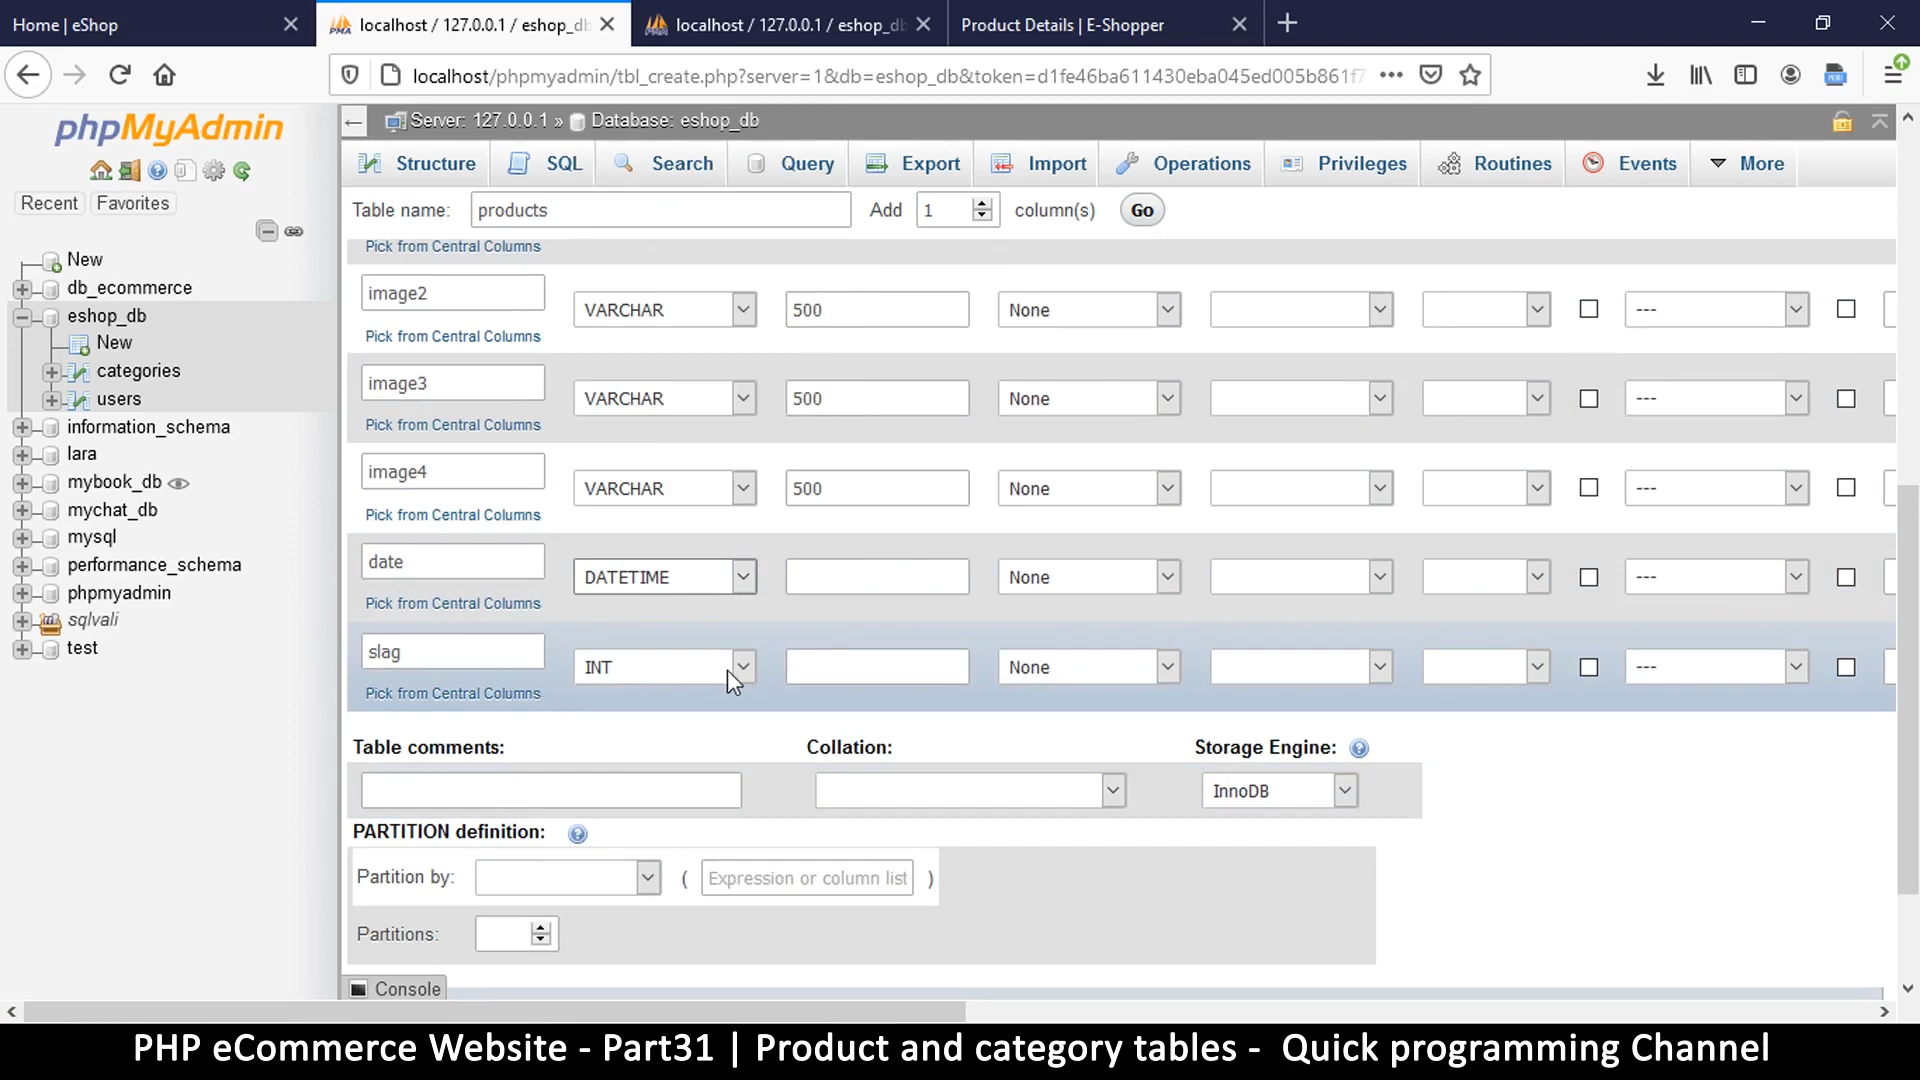 Home | eShop
localhost / 127.0.0.1 / eshop_db
localhost / 127.0.0.1 / eshop_db
Product Details | E-Shopper
localhost/phpmyadmin/tbl_create.php?server=1&db=eshop_db&token=d1fe46ba611430eba045ed005b861f7
phpMyAdmin
Server: 127.0.0.1 » Database: eshop_db
Structure SQL Search Query Export Import Operations Privileges Routines Events More
Recent Favorites
Table name: products Add 1 column(s) Go
Pick from Central Columns
New
db_ecommerce
eshop_db
New
categories
users
information_schema
lara
mybook_db
mychat_db
mysql
performance_schema
phpmyadmin
sqlvali
test
image2 VARCHAR 500 None ---
Pick from Central Columns
image3 VARCHAR 500 None ---
Pick from Central Columns
image4 VARCHAR 500 None ---
Pick from Central Columns
date DATETIME None ---
Pick from Central Columns
slag INT None ---
Pick from Central Columns
Table comments: Collation: Storage Engine:
InnoDB
PARTITION definition:
Partition by: ( Expression or column list )
Partitions:
Console
PHP eCommerce Website - Part31 | Product and category tables - Quick programming Channel